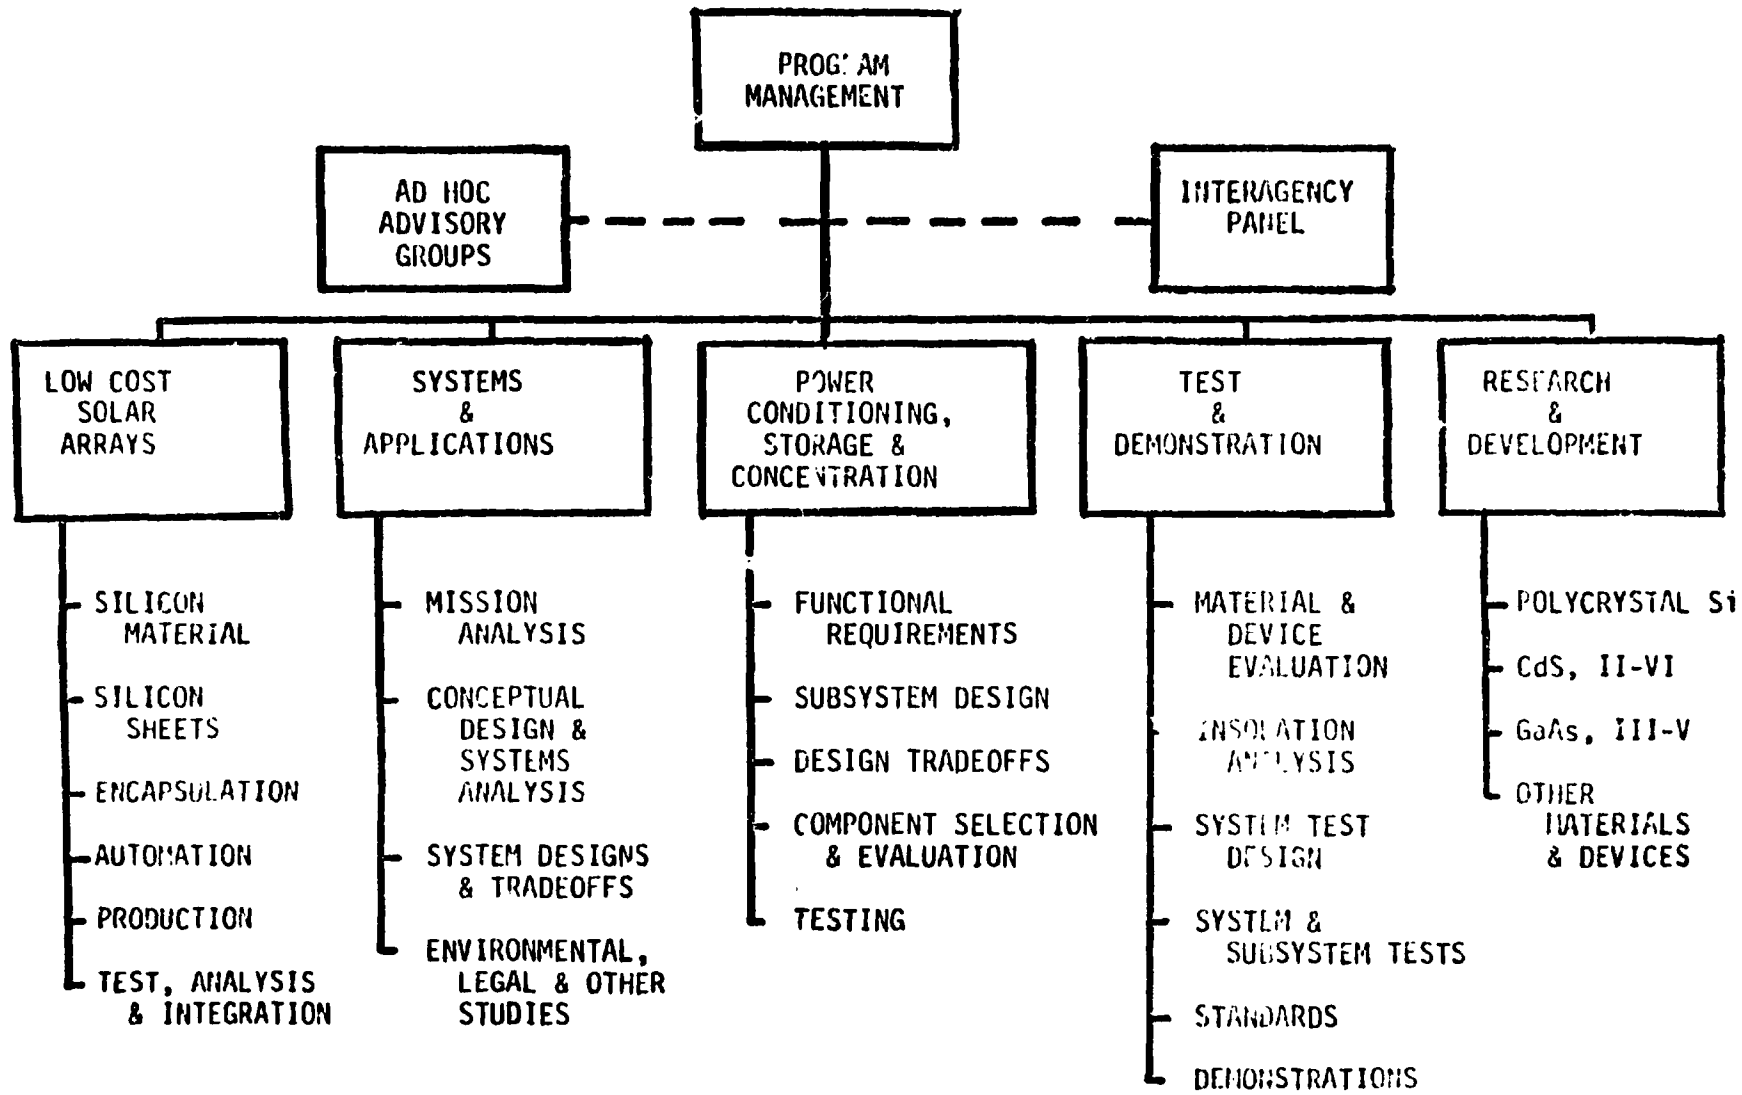 PROGRAM
MANAGEMENT
AD HOC
ADVISORY
GROUPS
INTERAGENCY
PANEL
LOW COST
SOLAR
ARRAYS
SYSTEMS
&
APPLICATIONS
POWER
CONDITIONING,
STORAGE &
CONCENTRATION
TEST
&
DEMONSTRATION
RESEARCH
&
DEVELOPMENT
SILICON
MATERIAL
SILICON
SHEETS
ENCAPSULATION
AUTOMATION
PRODUCTION
TEST, ANALYSIS
& INTEGRATION
MISSION
ANALYSIS
CONCEPTUAL
DESIGN &
SYSTEMS
ANALYSIS
SYSTEM DESIGNS
& TRADEOFFS
ENVIRONMENTAL,
LEGAL & OTHER
STUDIES
FUNCTIONAL
REQUIREMENTS
SUBSYSTEM DESIGN
DESIGN TRADEOFFS
COMPONENT SELECTION
& EVALUATION
TESTING
MATERIAL &
DEVICE
EVALUATION
INSOLATION
ANALYSIS
SYSTEM TEST
DESIGN
SYSTEM &
SUBSYSTEM TESTS
STANDARDS
DEMONSTRATIONS
POLYCRYSTAL Si
CdS, II-VI
GaAs, III-V
OTHER
MATERIALS
& DEVICES